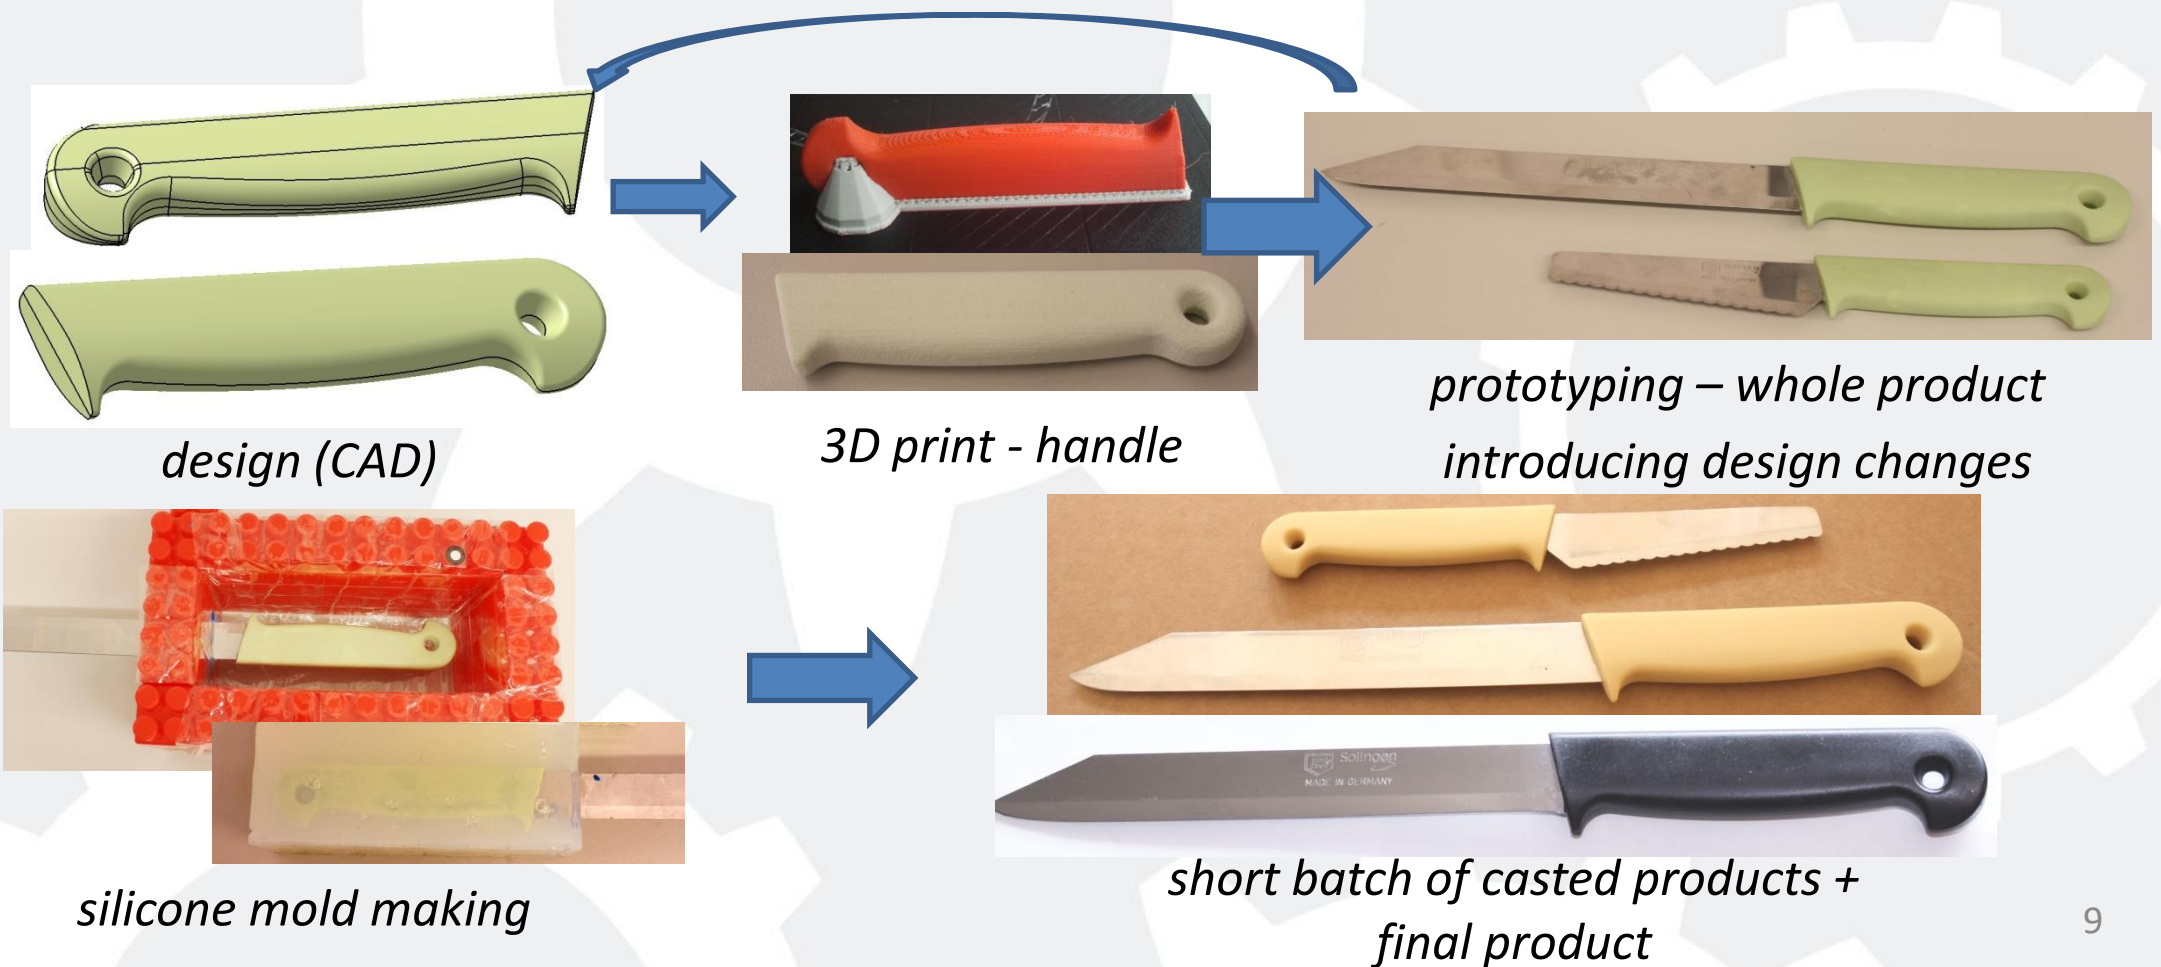 design (CAD)
3D print - handle
prototyping – whole product
introducing design changes
silicone mold making
Solingen
MADE IN GERMANY
short batch of casted products +
final product
9